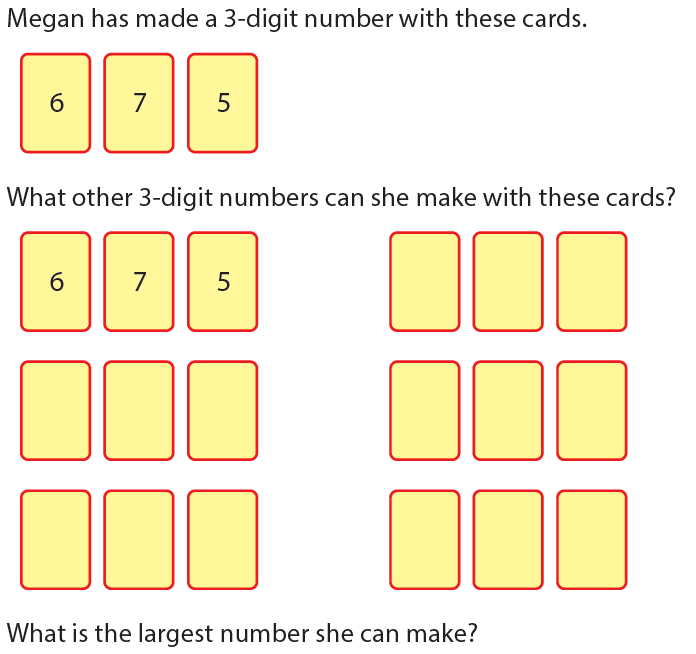 Megan has made a 3-digit number with these cards.
6 7 5
What other 3-digit numbers can she make with these cards?
6 7 5
What is the largest number she can make?